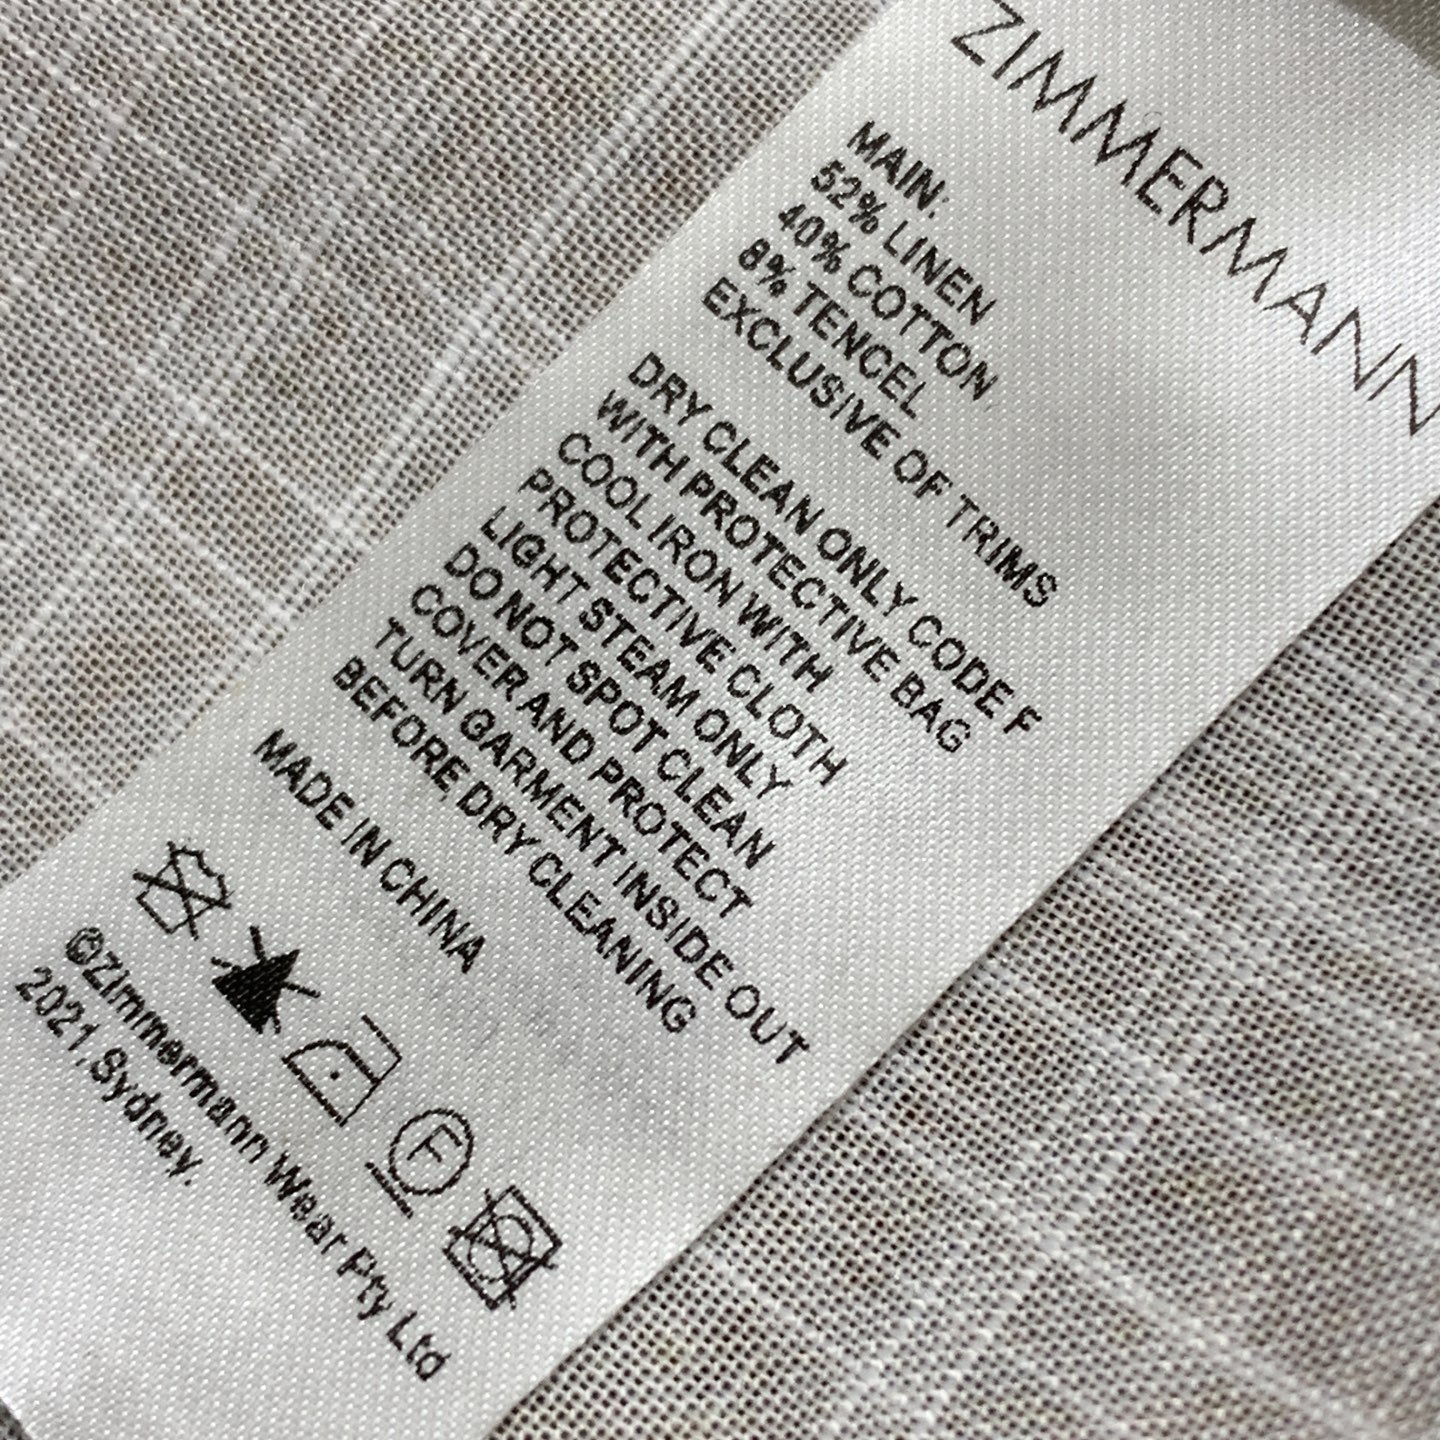 ZIMMERMANN
MAIN:
52% LINEN
40% COTTON
8% TENCEL
EXCLUSIVE OF TRIMS
DRY CLEAN ONLY CODE F
WITH PROTECTIVE BAG
COOL IRON WITH
PROTECTIVE CLOTH
LIGHT STEAM ONLY
DO NOT SPOT CLEAN
COVER AND PROTECT
TURN GARMENT INSIDE OUT
BEFORE DRY CLEANING
MADE IN CHINA
F
©Zimmermann Wear Pty Ltd
2021,Sydney.